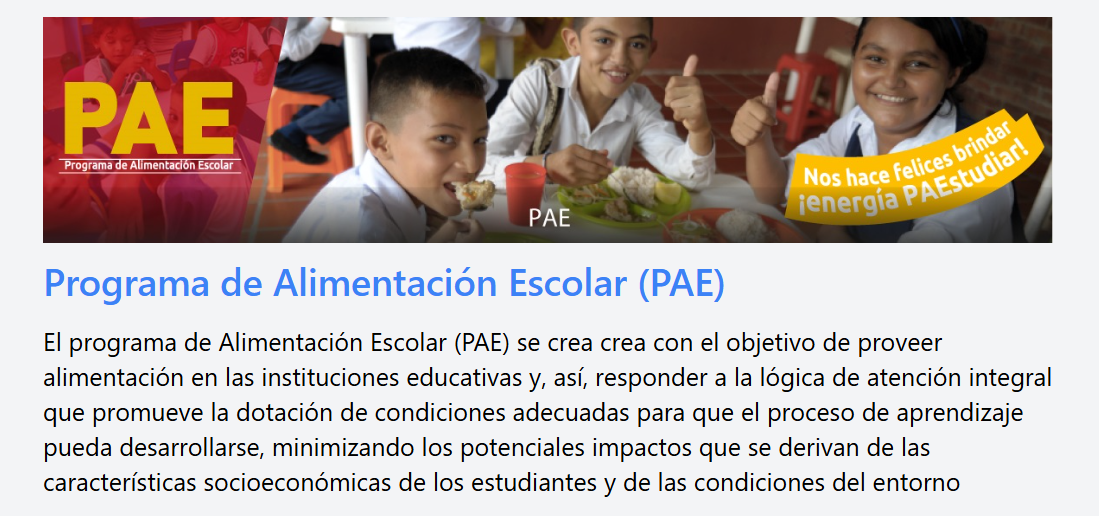 PAE
Programa de Alimentación Escolar
Nos hace felices brindar
¡energía PAEstudiar!
PAE
Programa de Alimentación Escolar (PAE)
El programa de Alimentación Escolar (PAE) se crea crea con el objetivo de proveer
alimentación en las instituciones educativas y, así, responder a la lógica de atención integral
que promueve la dotación de condiciones adecuadas para que el proceso de aprendizaje
pueda desarrollarse, minimizando los potenciales impactos que se derivan de las
características socioeconómicas de los estudiantes y de las condiciones del entorno